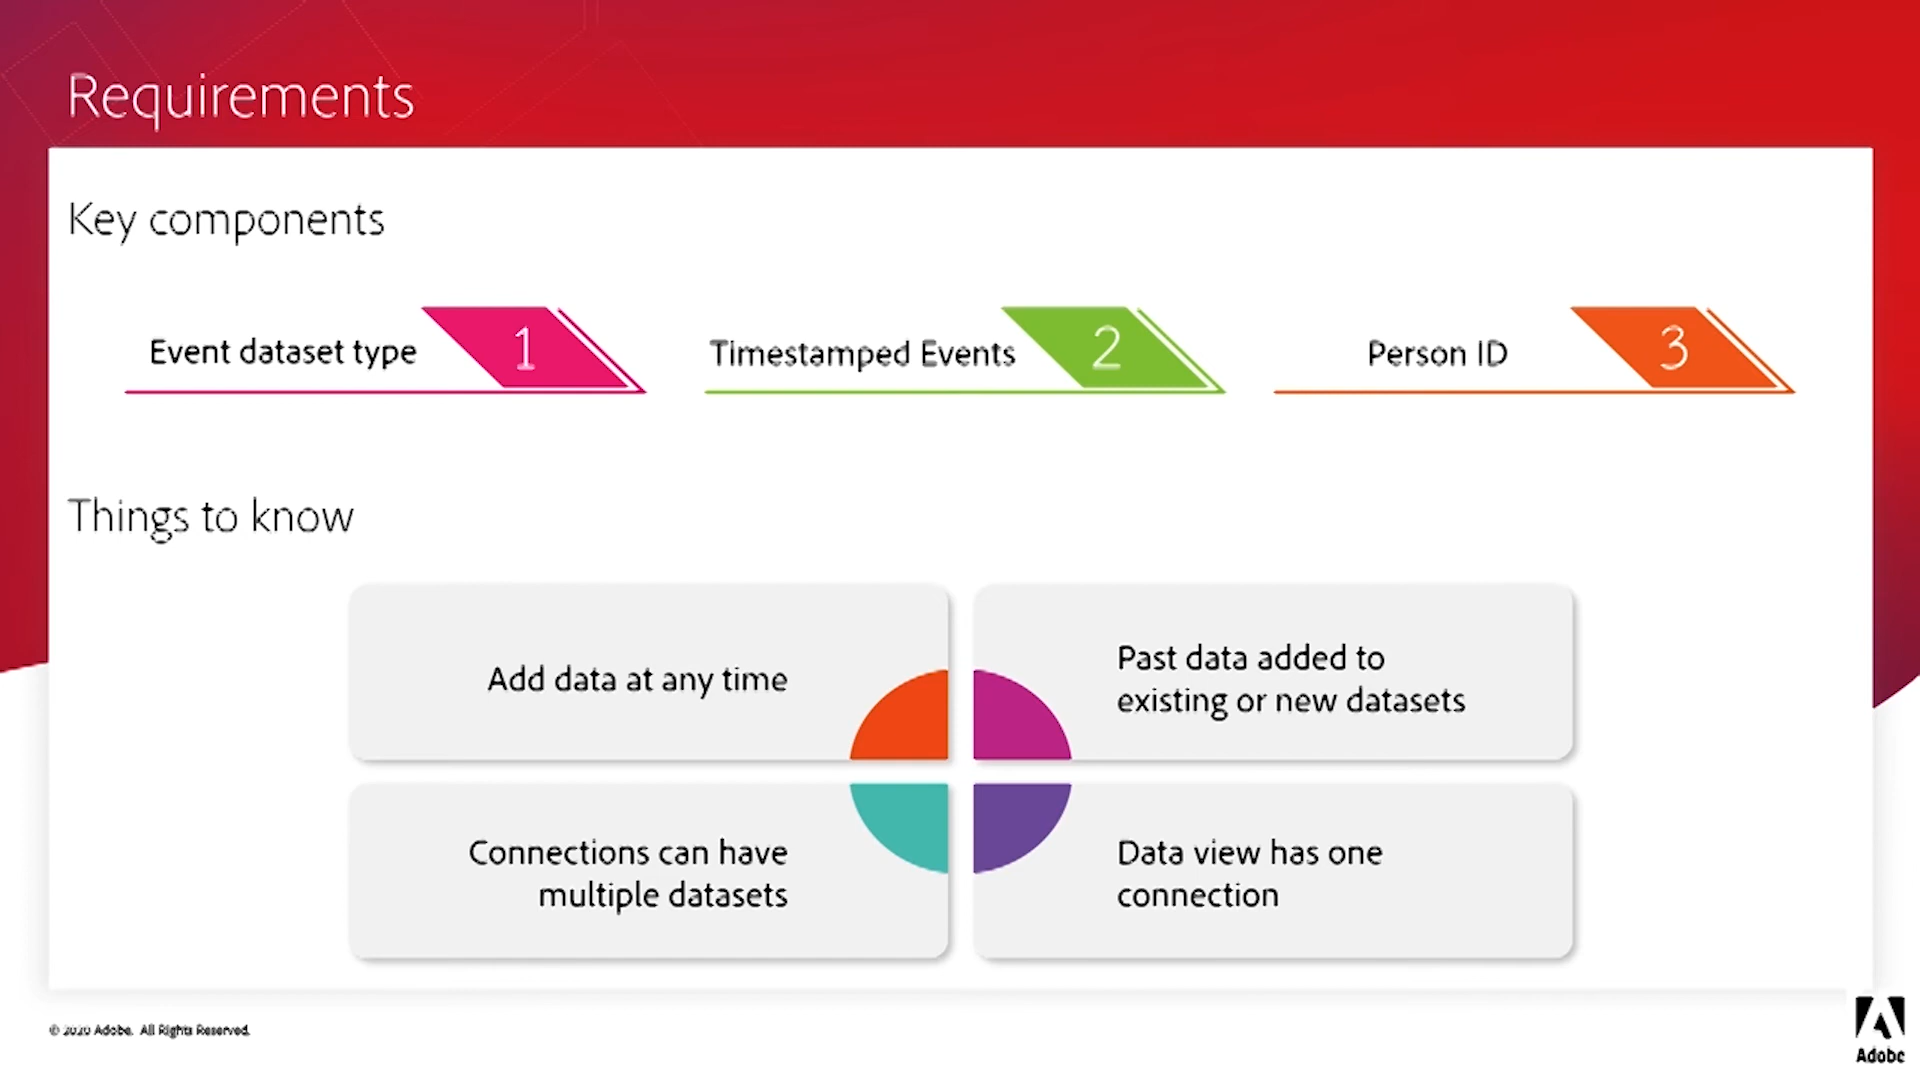 Requirements
Key components
Event dataset type
1
Timestamped Events
2
Person ID
3
Things to know
Add data at any time
Past data added to
existing or new datasets
Connections can have
multiple datasets
Data view has one
connection
© 2020 Adobe. All Rights Reserved.
Adobe